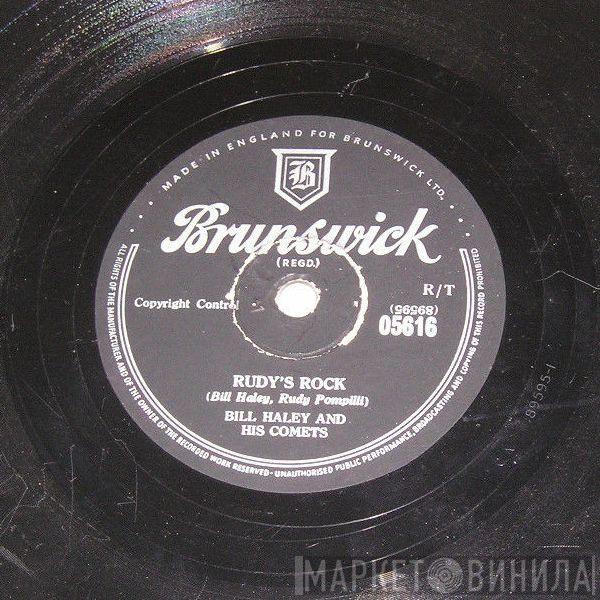 MADE IN ENGLAND FOR BRUNSWICK LTD.
B
Brunswick
(REGD.)
R/T
Copyright Control
(89595)
05616
RUDY'S ROCK
(Bill Haley, Rudy Pompilli)
BILL HALEY AND
HIS COMETS
ALL RIGHTS OF THE MANUFACTURER AND OF THE OWNER OF THE RECORDED WORK RESERVED-UNAUTHORISED PUBLIC PERFORMANCE, BROADCASTING AND COPYING OF THIS RECORD PROHIBITED
89595-1
МАРКЕТ ВИНИЛА